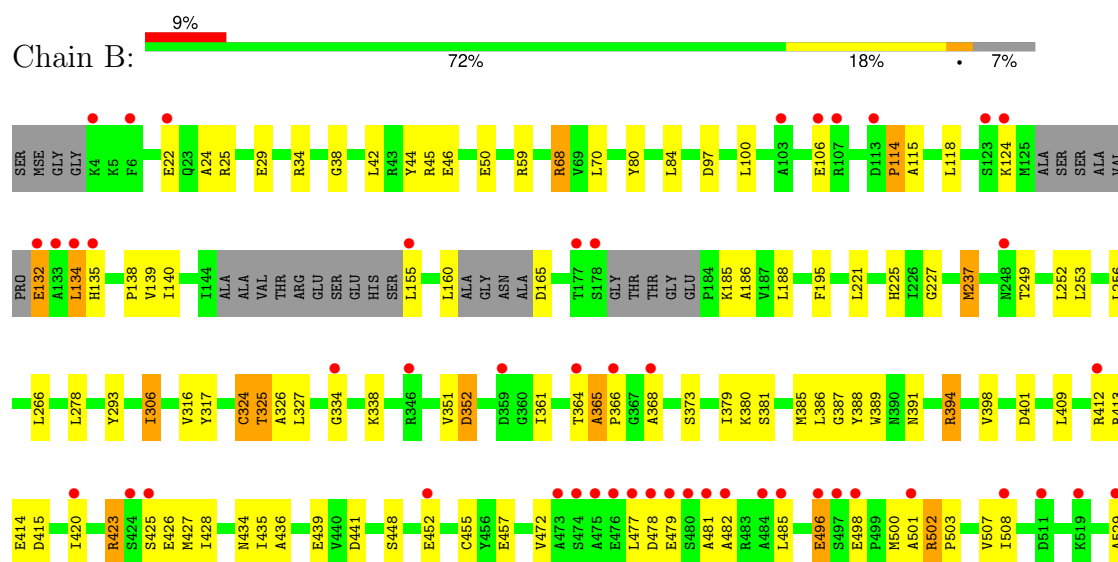 9%
Chain B:
72% 18% • 7%
SER MSE GLY GLY K4 K5 F6 E22 Q23 A24 R25 E29 R34 G38 L42 R43 Y44 R45 E46 E50 R59 R68 V69 L70 Y80 L84 D97 L100 A103 E106 R107 D113 P114 A115 L118 S123 K124 M125 ALA SER SER ALA VAL
PRO E132 A133 L134 H135 P138 V139 I140 I144 ALA ALA VAL THR ARG GLU SER GLU HIS SER L155 L160 ALA GLY ASN ALA D165 T177 S178 GLY THR THR GLY GLU P184 K185 A186 V187 L188 F195 L221 H225 I226 G227 M237 N248 T249 L252 L253 L256
L266 L278 Y293 I306 V316 Y317 C324 T325 A326 L327 G334 K338 R346 V351 D352 D359 G360 I361 T364 A365 P366 G367 A368 S373 I379 K380 S381 M385 L386 G387 Y388 W389 N390 N391 R394 V398 D401 L409 R412 R413
E414 D415 I420 R423 S424 S425 E426 M427 I428 N434 I435 A436 E439 V440 D441 S448 E452 C455 Y456 E457 V472 A473 S474 A475 E476 L477 D478 E479 S480 A481 A482 R483 A484 L485 E496 S497 E498 P499 M500 A501 R502 P503 V507 I508 D511 K519